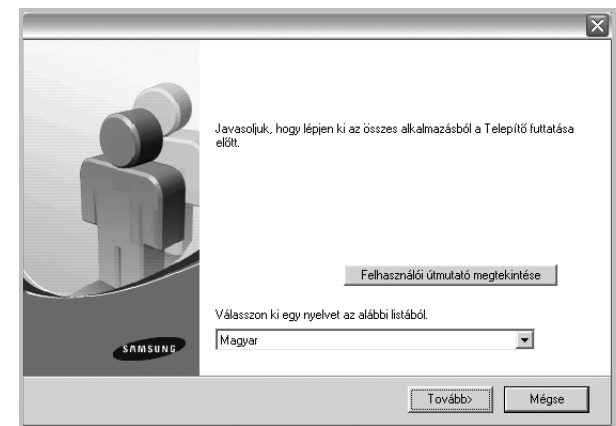 Javasoljuk, hogy lépjen ki az összes alkalmazásból a Telepítő futtatása
előtt.
Felhasználói útmutató megtekintése
Válasszon ki egy nyelvet az alábbi listából.
SAMSUNG
Magyar
Tovább>
Mégse